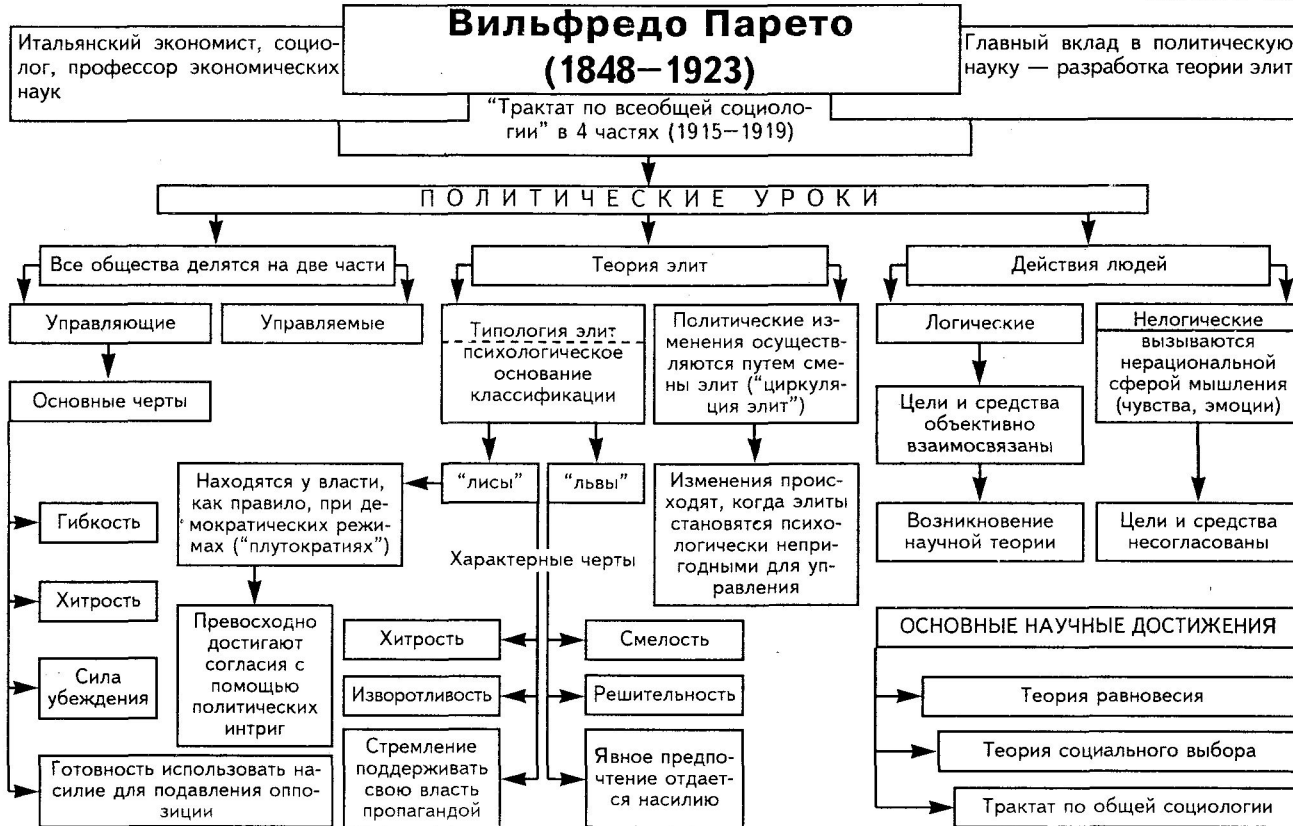 Вильфредо Парето
(1848—1923)
Итальянский экономист, социо-
лог, профессор экономических
наук
Главный вклад в политическую
науку — разработка теории элит
“Трактат по всеобщей социоло-
гии” в 4 частях (1915—1919)
ПОЛИТИЧЕСКИЕ УРОКИ
Все общества делятся на две части
Теория элит
Действия людей
Управляющие
Управляемые
Основные черты
Гибкость
Хитрость
Сила
убеждения
Готовность использовать на-
силие для подавления оппо-
зиции
Типология элит
психологическое
основание
классификации
Политические из-
менения осуществ-
ляются путем сме-
ны элит (“циркуля-
ция элит”)
“лисы”
“львы”
Находятся у власти,
как правило, при де-
мократических режи-
мах (“плутократиях”)
Превосходно
достигают
согласия с
помощью
политических
интриг
Характерные черты
Хитрость
Изворотливость
Стремление
поддерживать
свою власть
пропагандой
Смелость
Решительность
Явное предпо-
чтение отдает-
ся насилию
Изменения проис-
ходят, когда элиты
становятся психо-
логически непри-
годными для уп-
равления
Логические
Цели и средства
объективно
взаимосвязаны
Возникновение
научной теории
Нелогические
вызываются
нерациональной
сферой мышления
(чувства, эмоции)
Цели и средства
несогласованы
ОСНОВНЫЕ НАУЧНЫЕ ДОСТИЖЕНИЯ
Теория равновесия
Теория социального выбора
Трактат по общей социологии